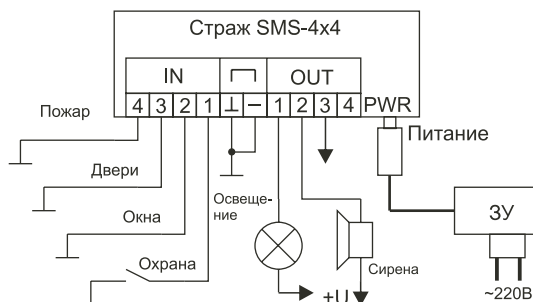 Страж SMS-4x4
IN OUT
4 3 2 1 ⊥ – 1 2 3 4 PWR
Пожар
Питание
Двери
Освеще-
ние
Окна
ЗУ
Охрана
Сирена
+U
~220В